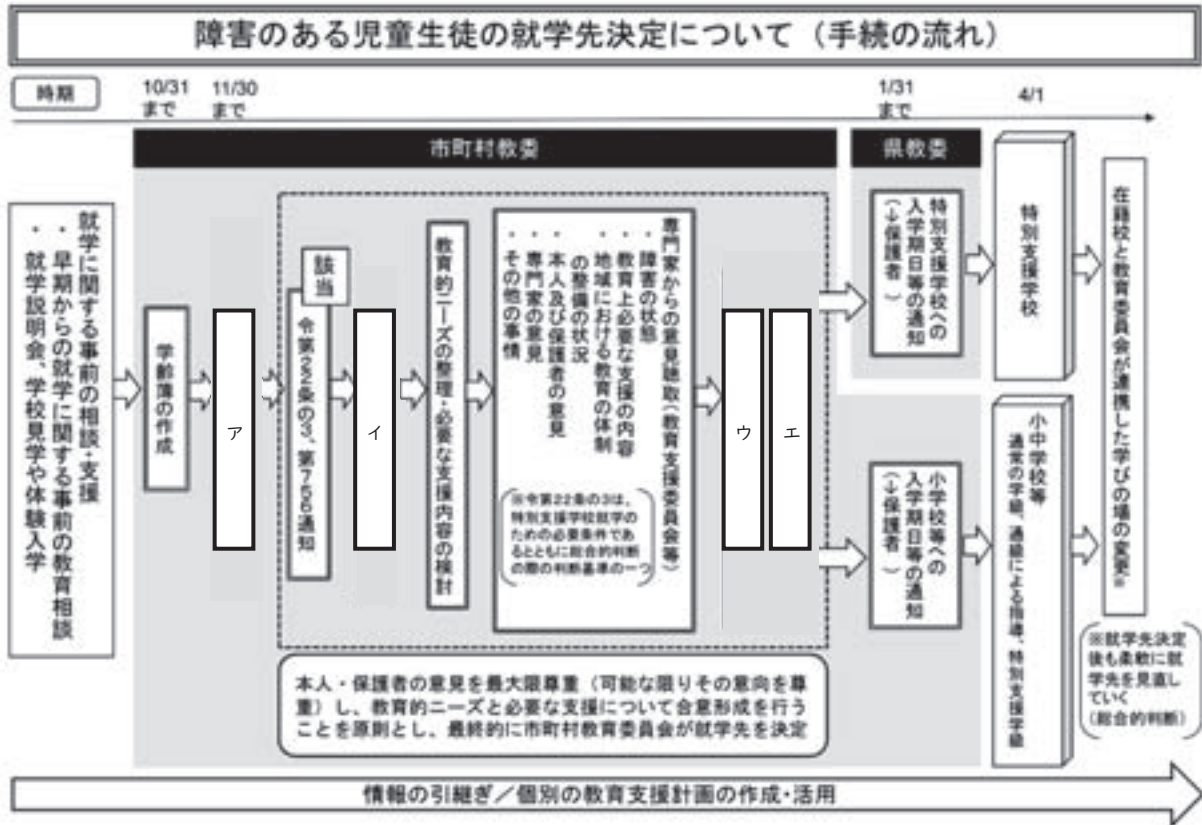 障害のある児童生徒の就学先決定について（手続の流れ）
時期
10/31
まで
11/30
まで
1/31
まで
4/1
市町村教委
県教委
就学に関する事前の相談・支援
・早期からの就学に関する事前の教育相談
・就学説明会、学校見学や体験入学
学齢簿の作成
ア
該当
令第22条の3、第756通知
イ
教育的ニーズの整理・必要な支援内容の検討
専門家からの意見聴取（教育支援委員会等）
・障害の状態
・教育上必要な支援の内容
・地域における教育の体制
の整備の状況
・本人及び保護者の意見
・専門家の意見
・その他の事情
※令第22条の3は、
特別支援学校就学の
ための必要条件であ
るとともに総合的判断
の際の判断基準の一つ
ウ
エ
特別支援学校への
入学期日等の通知
（→保護者）
特別支援学校
小学校等への
入学期日等の通知
（→保護者）
小中学校等
通常の学級、通級による指導、特別支援学級
在籍校と教育委員会が連携した学びの場の変更※
※就学先決定
後も柔軟に就
学先を見直し
ていく
（総合的判断）
本人・保護者の意見を最大限尊重（可能な限りその意向を尊
重）し、教育的ニーズと必要な支援について合意形成を行う
ことを原則とし、最終的に市町村教育委員会が就学先を決定
情報の引継ぎ／個別の教育支援計画の作成・活用